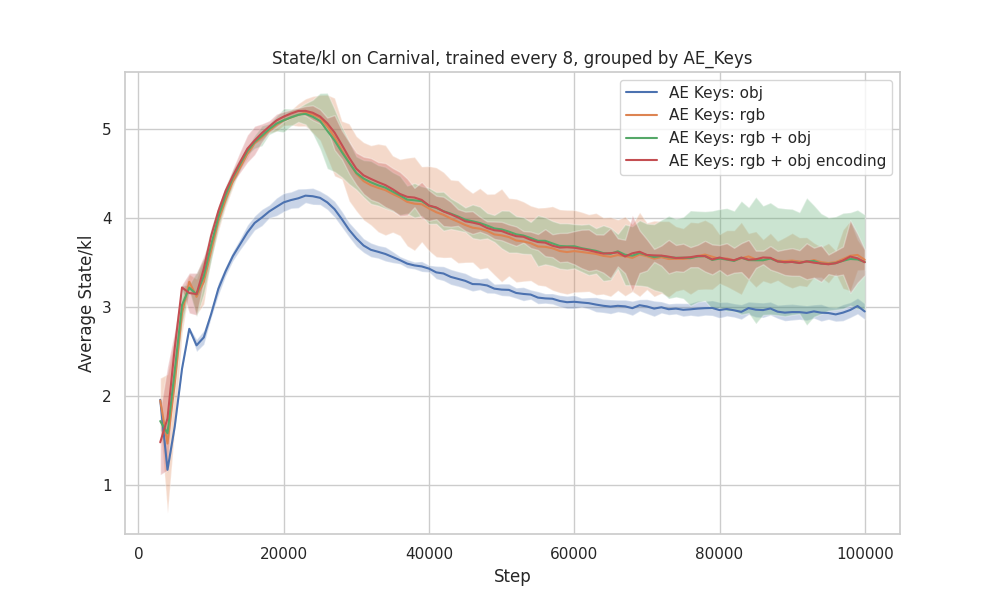 State/kl on Carnival, trained every 8, grouped by AE_Keys
AE Keys: obj
AE Keys: rgb
AE Keys: rgb + obj
AE Keys: rgb + obj encoding
Average State/kl
5
4
3
2
1
0 20000 40000 60000 80000 100000
Step